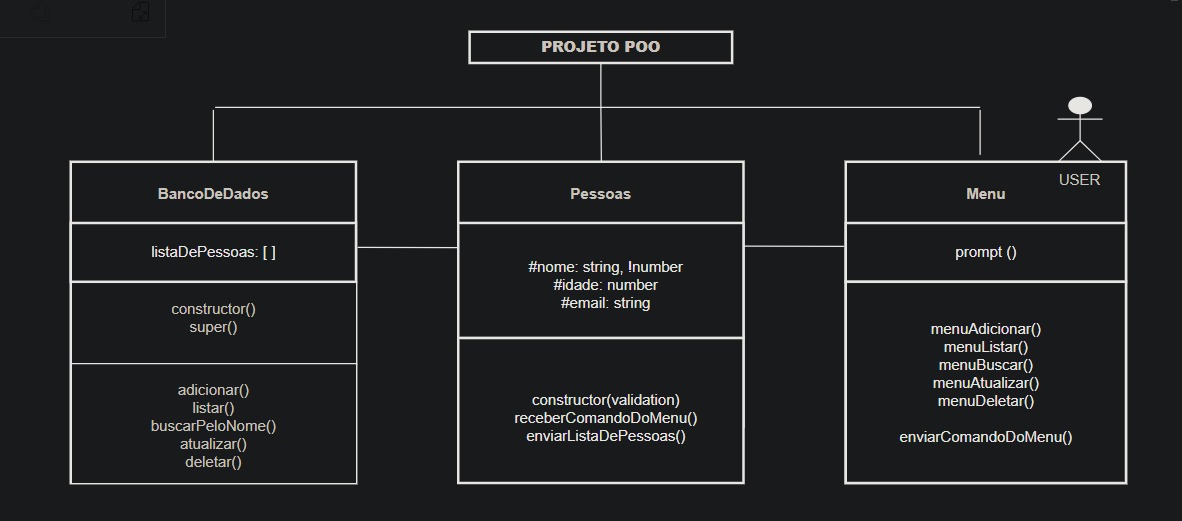 PROJETO POO
BancoDeDados
listaDePessoas: [ ]
constructor()
super()
adicionar()
listar()
buscarPeloNome()
atualizar()
deletar()
Pessoas
#nome: string, !number
#idade: number
#email: string
constructor(validation)
receberComandoDoMenu()
enviarListaDePessoas()
USER
Menu
prompt ()
menuAdicionar()
menuListar()
menuBuscar()
menuAtualizar()
menuDeletar()
enviarComandoDoMenu()